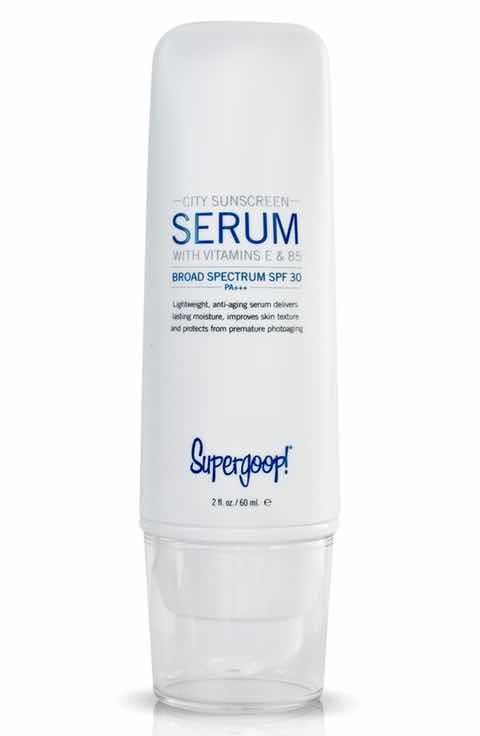 CITY SUNSCREEN
SERUM
WITH VITAMINS E & B5
BROAD SPECTRUM SPF 30
PA+++
Lightweight, anti-aging serum delivers
lasting moisture, improves skin texture
and protects from premature photoaging
Supergoop!®
2 fl. oz. / 60 ml. ℮